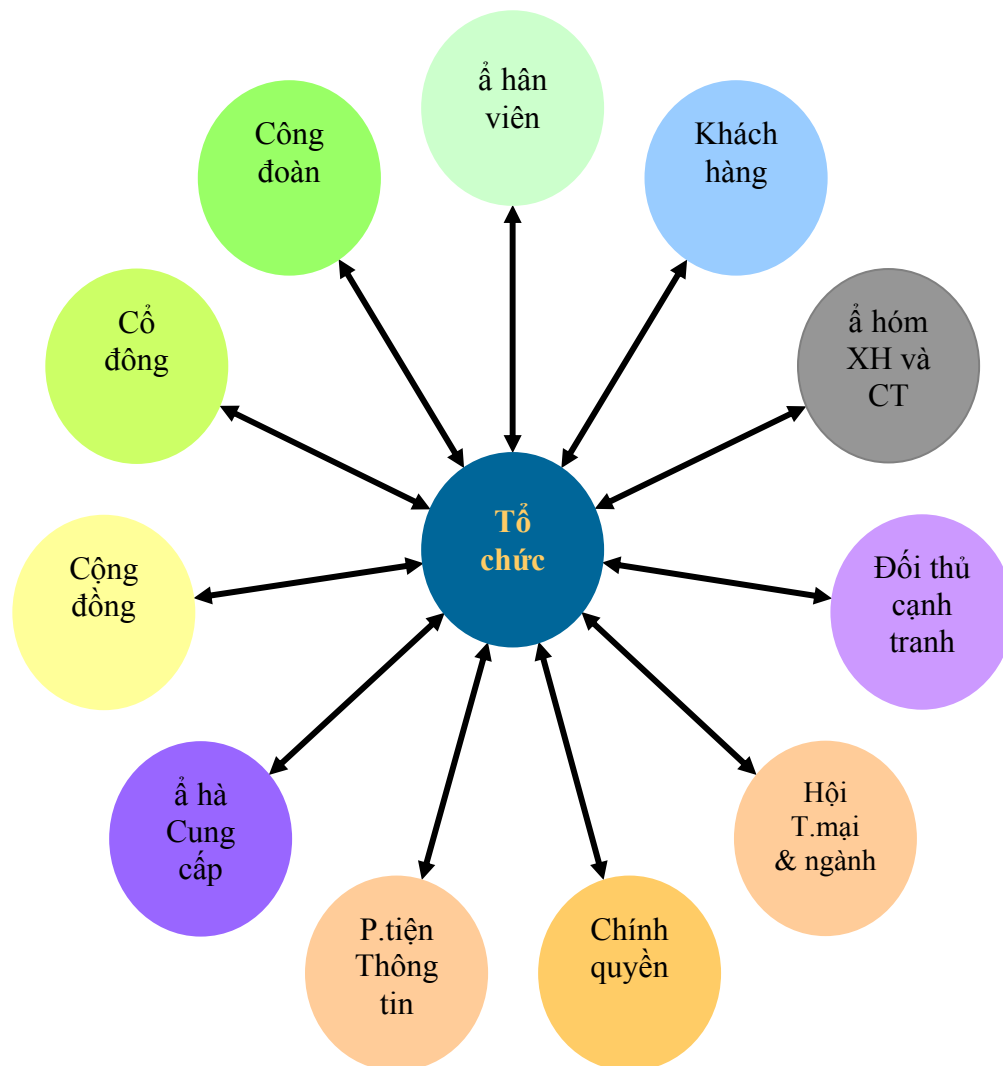 ẩ hân
viên
Khách
hàng
ẩ hóm
XH và
CT
Đối thủ
cạnh
tranh
Hội
T.mại
& ngành
Chính
quyền
P.tiện
Thông
tin
ẩ hà
Cung
cấp
Cộng
đồng
Cổ
đông
Công
đoàn
Tổ
chức